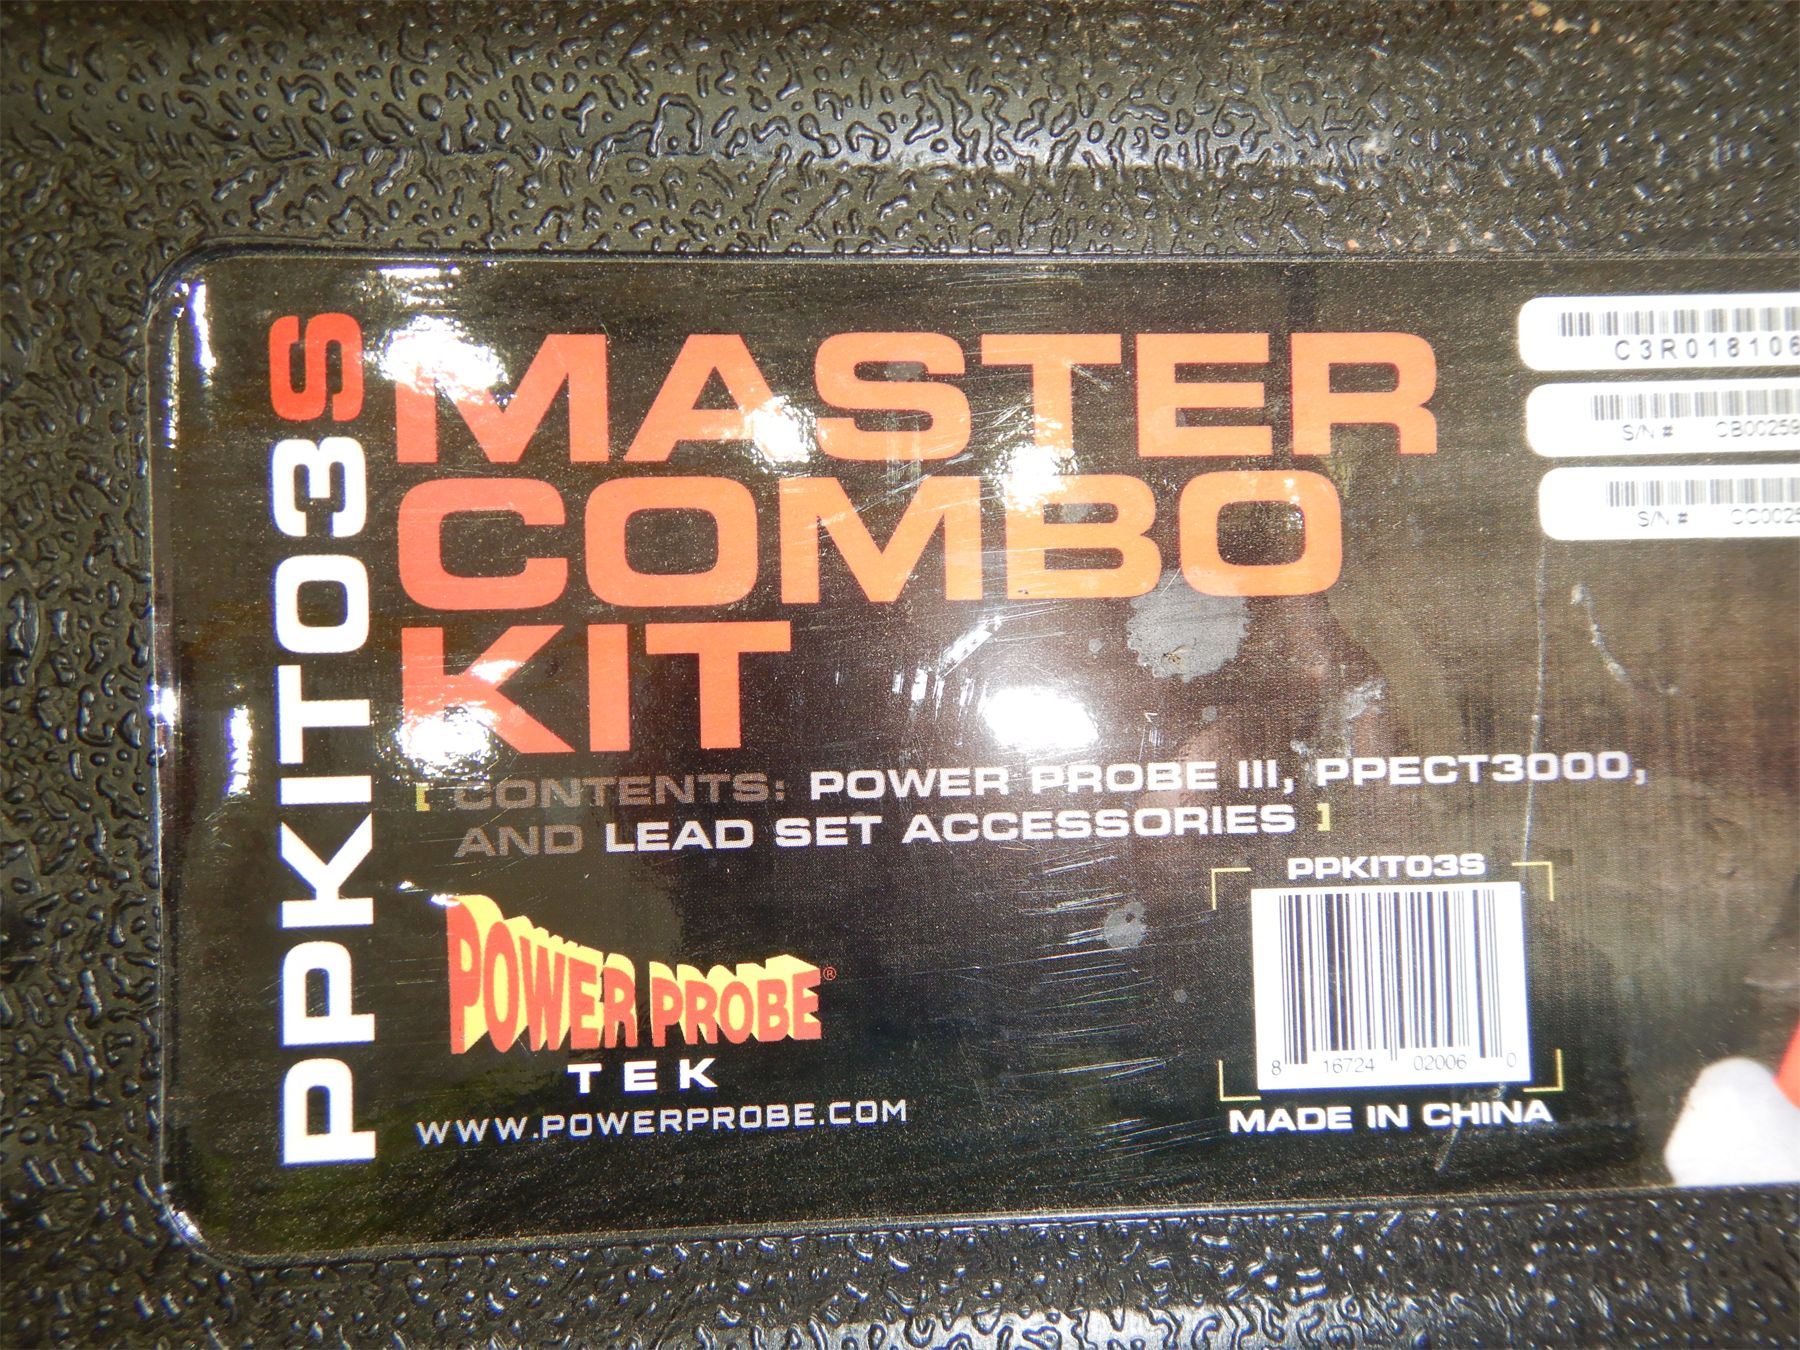 PPKIT03S
MASTER
COMBO
KIT
[ CONTENTS: POWER PROBE III, PPECT3000,
AND LEAD SET ACCESSORIES ]
POWER PROBE®
TEK
WWW.POWERPROBE.COM
C3R018106
S/N #
S/N #
PPKIT03S
8 16724 02006 0
MADE IN CHINA